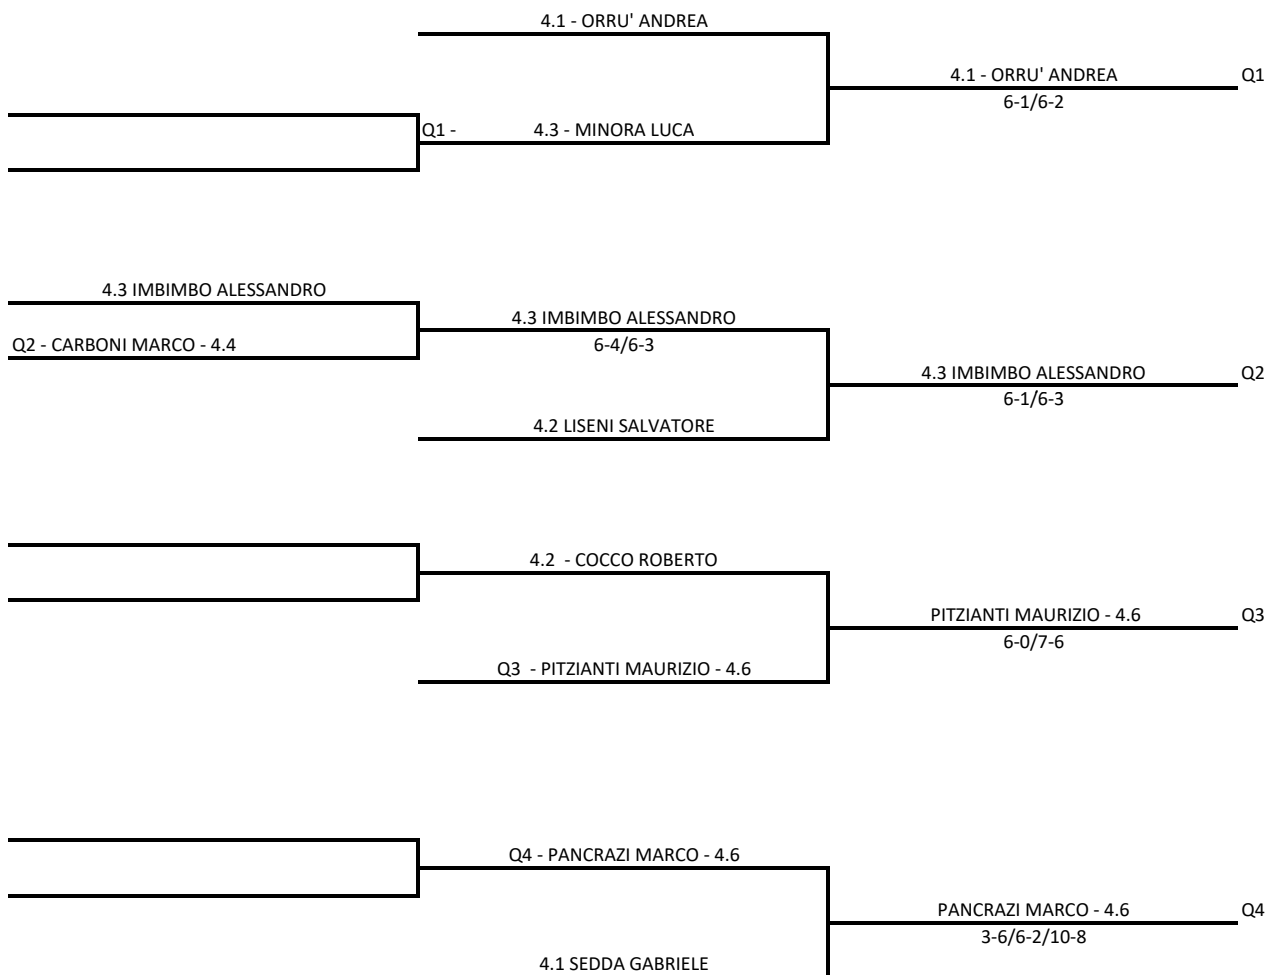 4.1 - ORRU' ANDREA
4.1 - ORRU' ANDREA Q1
6-1/6-2
Q1 - 4.3 - MINORA LUCA
4.3 IMBIMBO ALESSANDRO
4.3 IMBIMBO ALESSANDRO
Q2 - CARBONI MARCO - 4.4
6-4/6-3
4.3 IMBIMBO ALESSANDRO Q2
6-1/6-3
4.2 LISENI SALVATORE
4.2  - COCCO ROBERTO
PITZIANTI MAURIZIO - 4.6 Q3
6-0/7-6
Q3  - PITZIANTI MAURIZIO - 4.6
Q4 - PANCRAZI MARCO - 4.6
PANCRAZI MARCO - 4.6 Q4
3-6/6-2/10-8
4.1 SEDDA GABRIELE